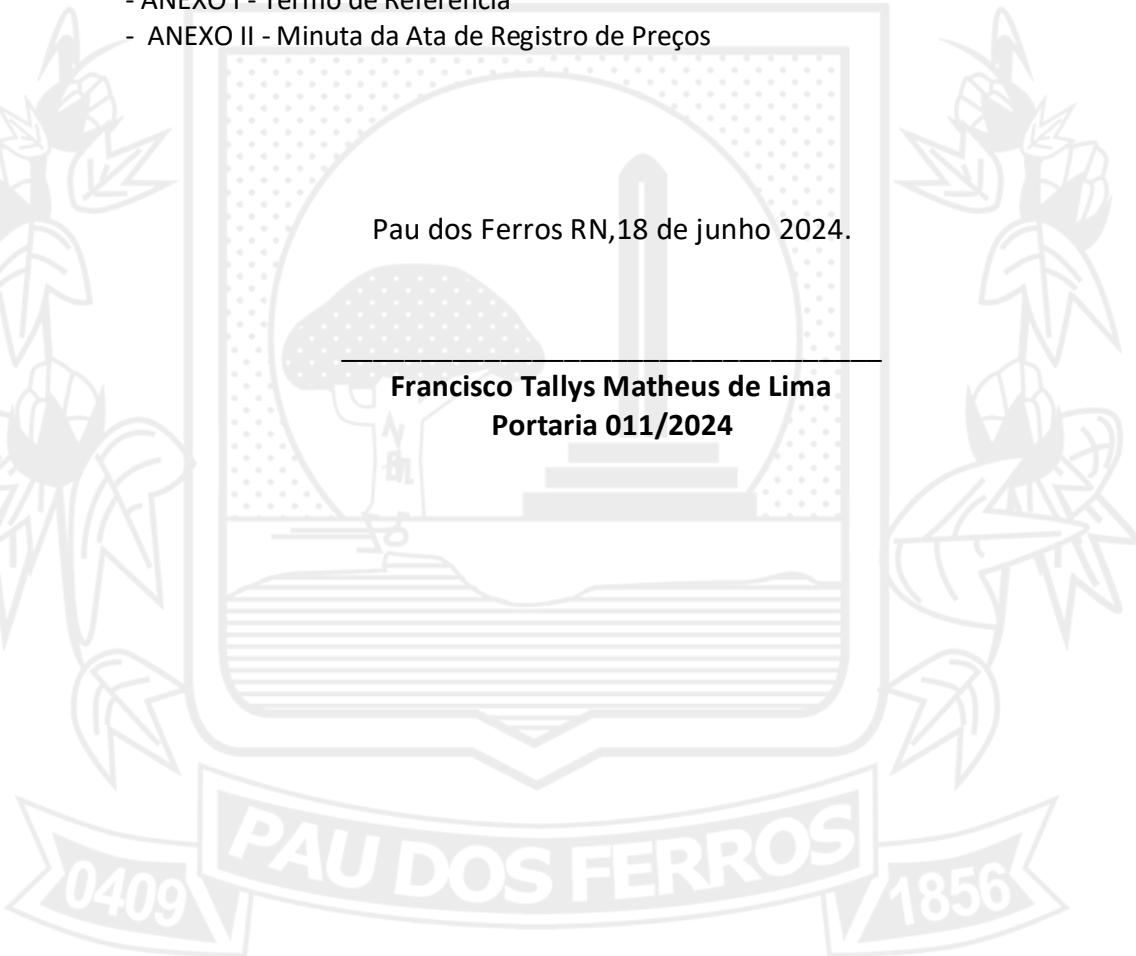 - ANEXO I - Termo de Referência
- ANEXO II - Minuta da Ata de Registro de Preços
Pau dos Ferros RN,18 de junho 2024.
Francisco Tallys Matheus de Lima
Portaria 011/2024
PAU DOS FERROS
0409
1856